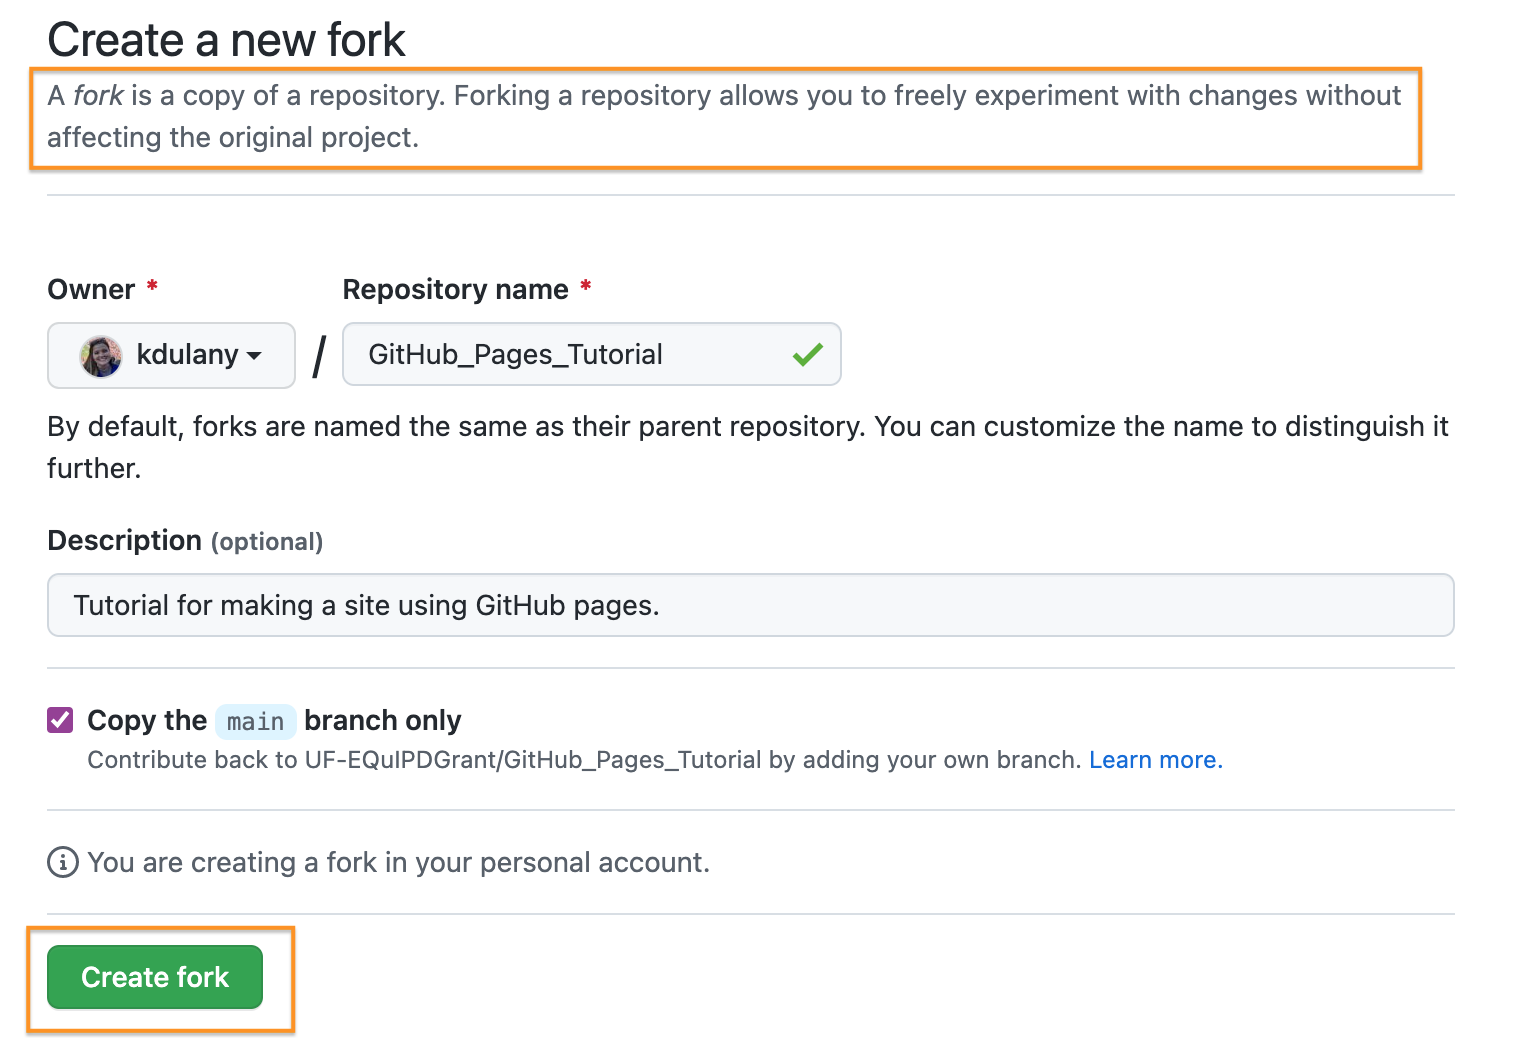 Create a new fork
A fork is a copy of a repository. Forking a repository allows you to freely experiment with changes without
affecting the original project.
Owner * Repository name *
kdulany / GitHub_Pages_Tutorial
By default, forks are named the same as their parent repository. You can customize the name to distinguish it
further.
Description (optional)
Tutorial for making a site using GitHub pages.
Copy the main branch only
Contribute back to UF-EQuIPDGrant/GitHub_Pages_Tutorial by adding your own branch. Learn more.
You are creating a fork in your personal account.
Create fork